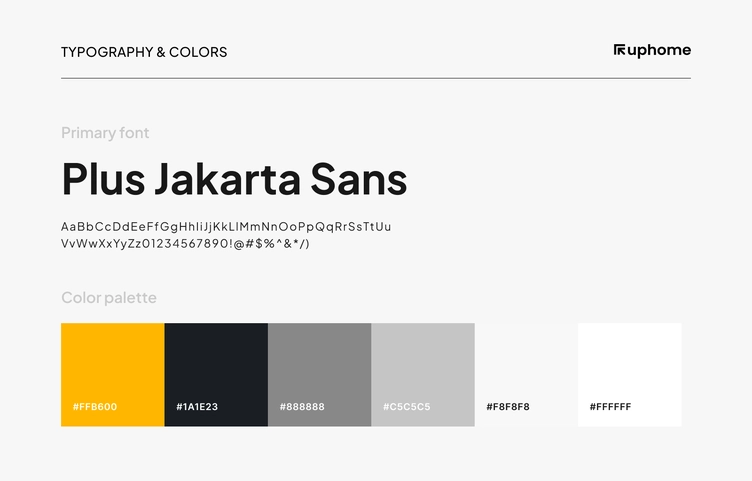 TYPOGRAPHY & COLORS
uphome
Primary font
Plus Jakarta Sans
AaBbCcDdEeFfGgHhIiJjKkLlMmNnOoPpQqRrSsTtUu
VvWwXxYyZz01234567890!@#$%^&*/)
Color palette
#FFB600
#1A1E23
#888888
#C5C5C5
#F8F8F8
#FFFFFF